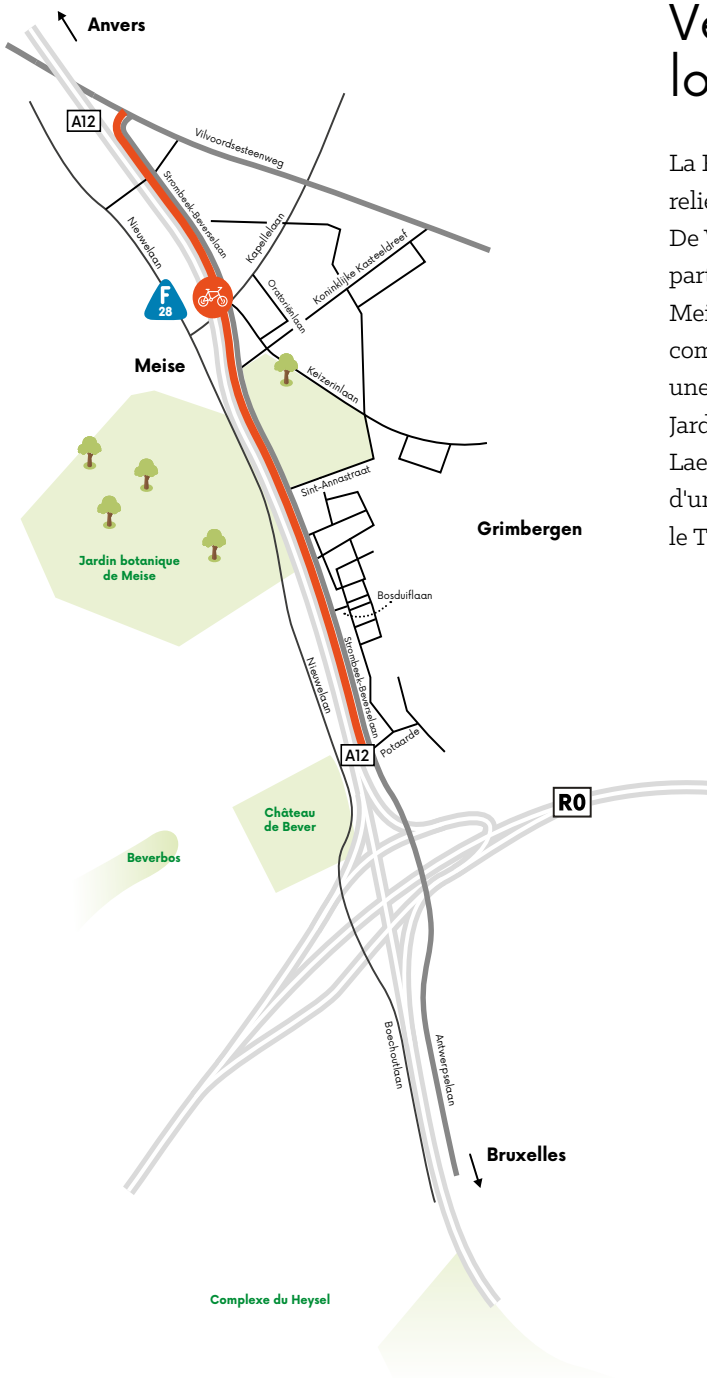 Anvers
A12
Vilvoordsesteenweg
Strombeek-Beverselaan
Nieuwelaan
Kapellelaan
Koninklijke Kasteeldreef
Oratoriënlaan
F
28
Meise
Keizerinlaan
Sint-Annastraat
Grimbergen
Jardin botanique
de Meise
Bosduiflaan
Nieuwelaan
Strombeek-Beverselaan
Potaarde
A12
R0
Château
de Bever
Beverbos
Boechoutlaan
Antwerpselaan
Bruxelles
Complexe du Heysel
Ve
lo
La
relie
De
part
Mei
com
une
Jard
Lae
d'un
le T